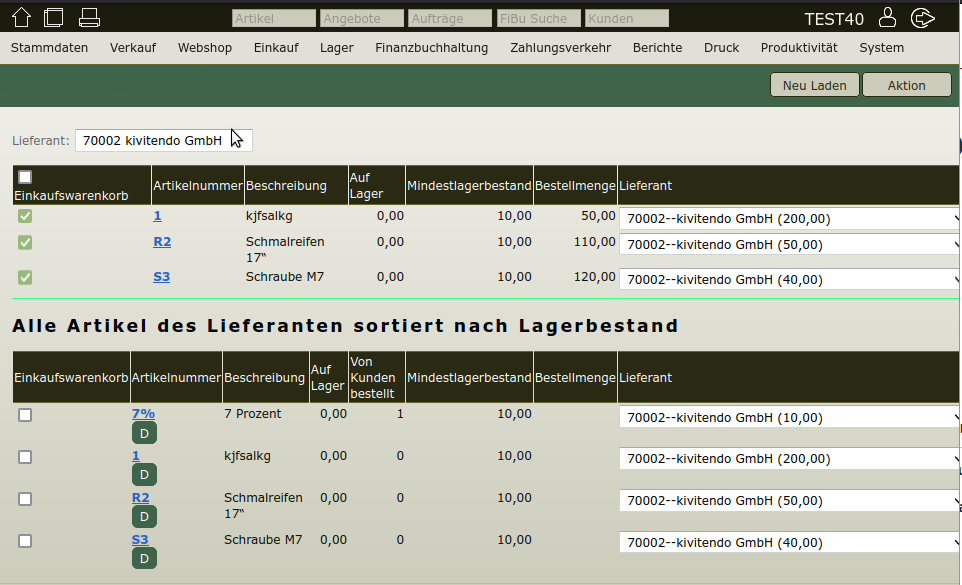 Artikel Angebote Aufträge FiBu Suche Kunden TEST40
Stammdaten Verkauf Webshop Einkauf Lager Finanzbuchhaltung Zahlungsverkehr Berichte Druck Produktivität System
Neu Laden Aktion
Lieferant: 70002 kivitendo GmbH
Einkaufswarenkorb Artikelnummer Beschreibung Auf Lager Mindestlagerbestand Bestellmenge Lieferant
1 kjfsalkg 0,00 10,00 50,00 70002--kivitendo GmbH (200,00)
R2 Schmalreifen 0,00 10,00 110,00 70002--kivitendo GmbH (50,00)
17“
S3 Schraube M7 0,00 10,00 120,00 70002--kivitendo GmbH (40,00)
Alle Artikel des Lieferanten sortiert nach Lagerbestand
Einkaufswarenkorb Artikelnummer Beschreibung Auf Lager Von Kunden bestellt Mindestlagerbestand Bestellmenge Lieferant
7% 7 Prozent 0,00 1 10,00 70002--kivitendo GmbH (10,00)
D
1 kjfsalkg 0,00 0 10,00 70002--kivitendo GmbH (200,00)
D
R2 Schmalreifen 0,00 0 10,00 70002--kivitendo GmbH (50,00)
17“
D
S3 Schraube M7 0,00 0 10,00 70002--kivitendo GmbH (40,00)
D